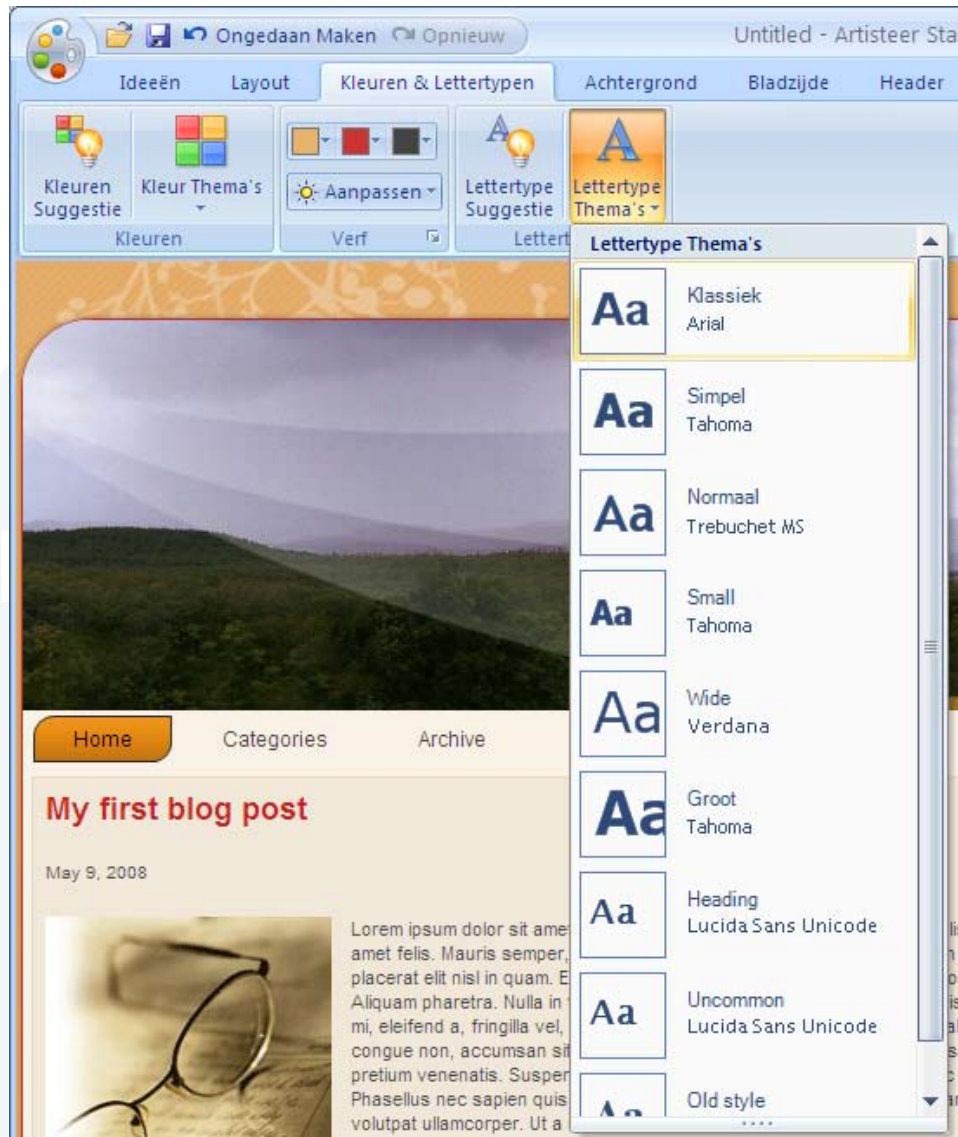 Ongedaan Maken Opnieuw Untitled - Artisteer Sta
Ideeën Layout Kleuren & Lettertypen Achtergrond Bladzijde Header
Kleuren Suggestie
Kleur Thema's
Aanpassen
Lettertype Suggestie
Lettertype Thema's
Kleuren Verf Lettert
Lettertype Thema's
Aa Klassiek
Arial
Aa Simpel
Tahoma
Aa Normaal
Trebuchet MS
Aa Small
Tahoma
Aa Wide
Verdana
Aa Groot
Tahoma
Aa Heading
Lucida Sans Unicode
Aa Uncommon
Lucida Sans Unicode
Aa Old style
Home Categories Archive
My first blog post
May 9, 2008
Lorem ipsum dolor sit ame
amet felis. Mauris semper,
placerat elit nisl in quam. E
Aliquam pharetra. Nulla in
mi, eleifend a, fringilla vel,
congue non, accumsan sit
pretium venenatis. Susper
Phasellus nec sapien quis
volutpat ullamcorper. Ut a